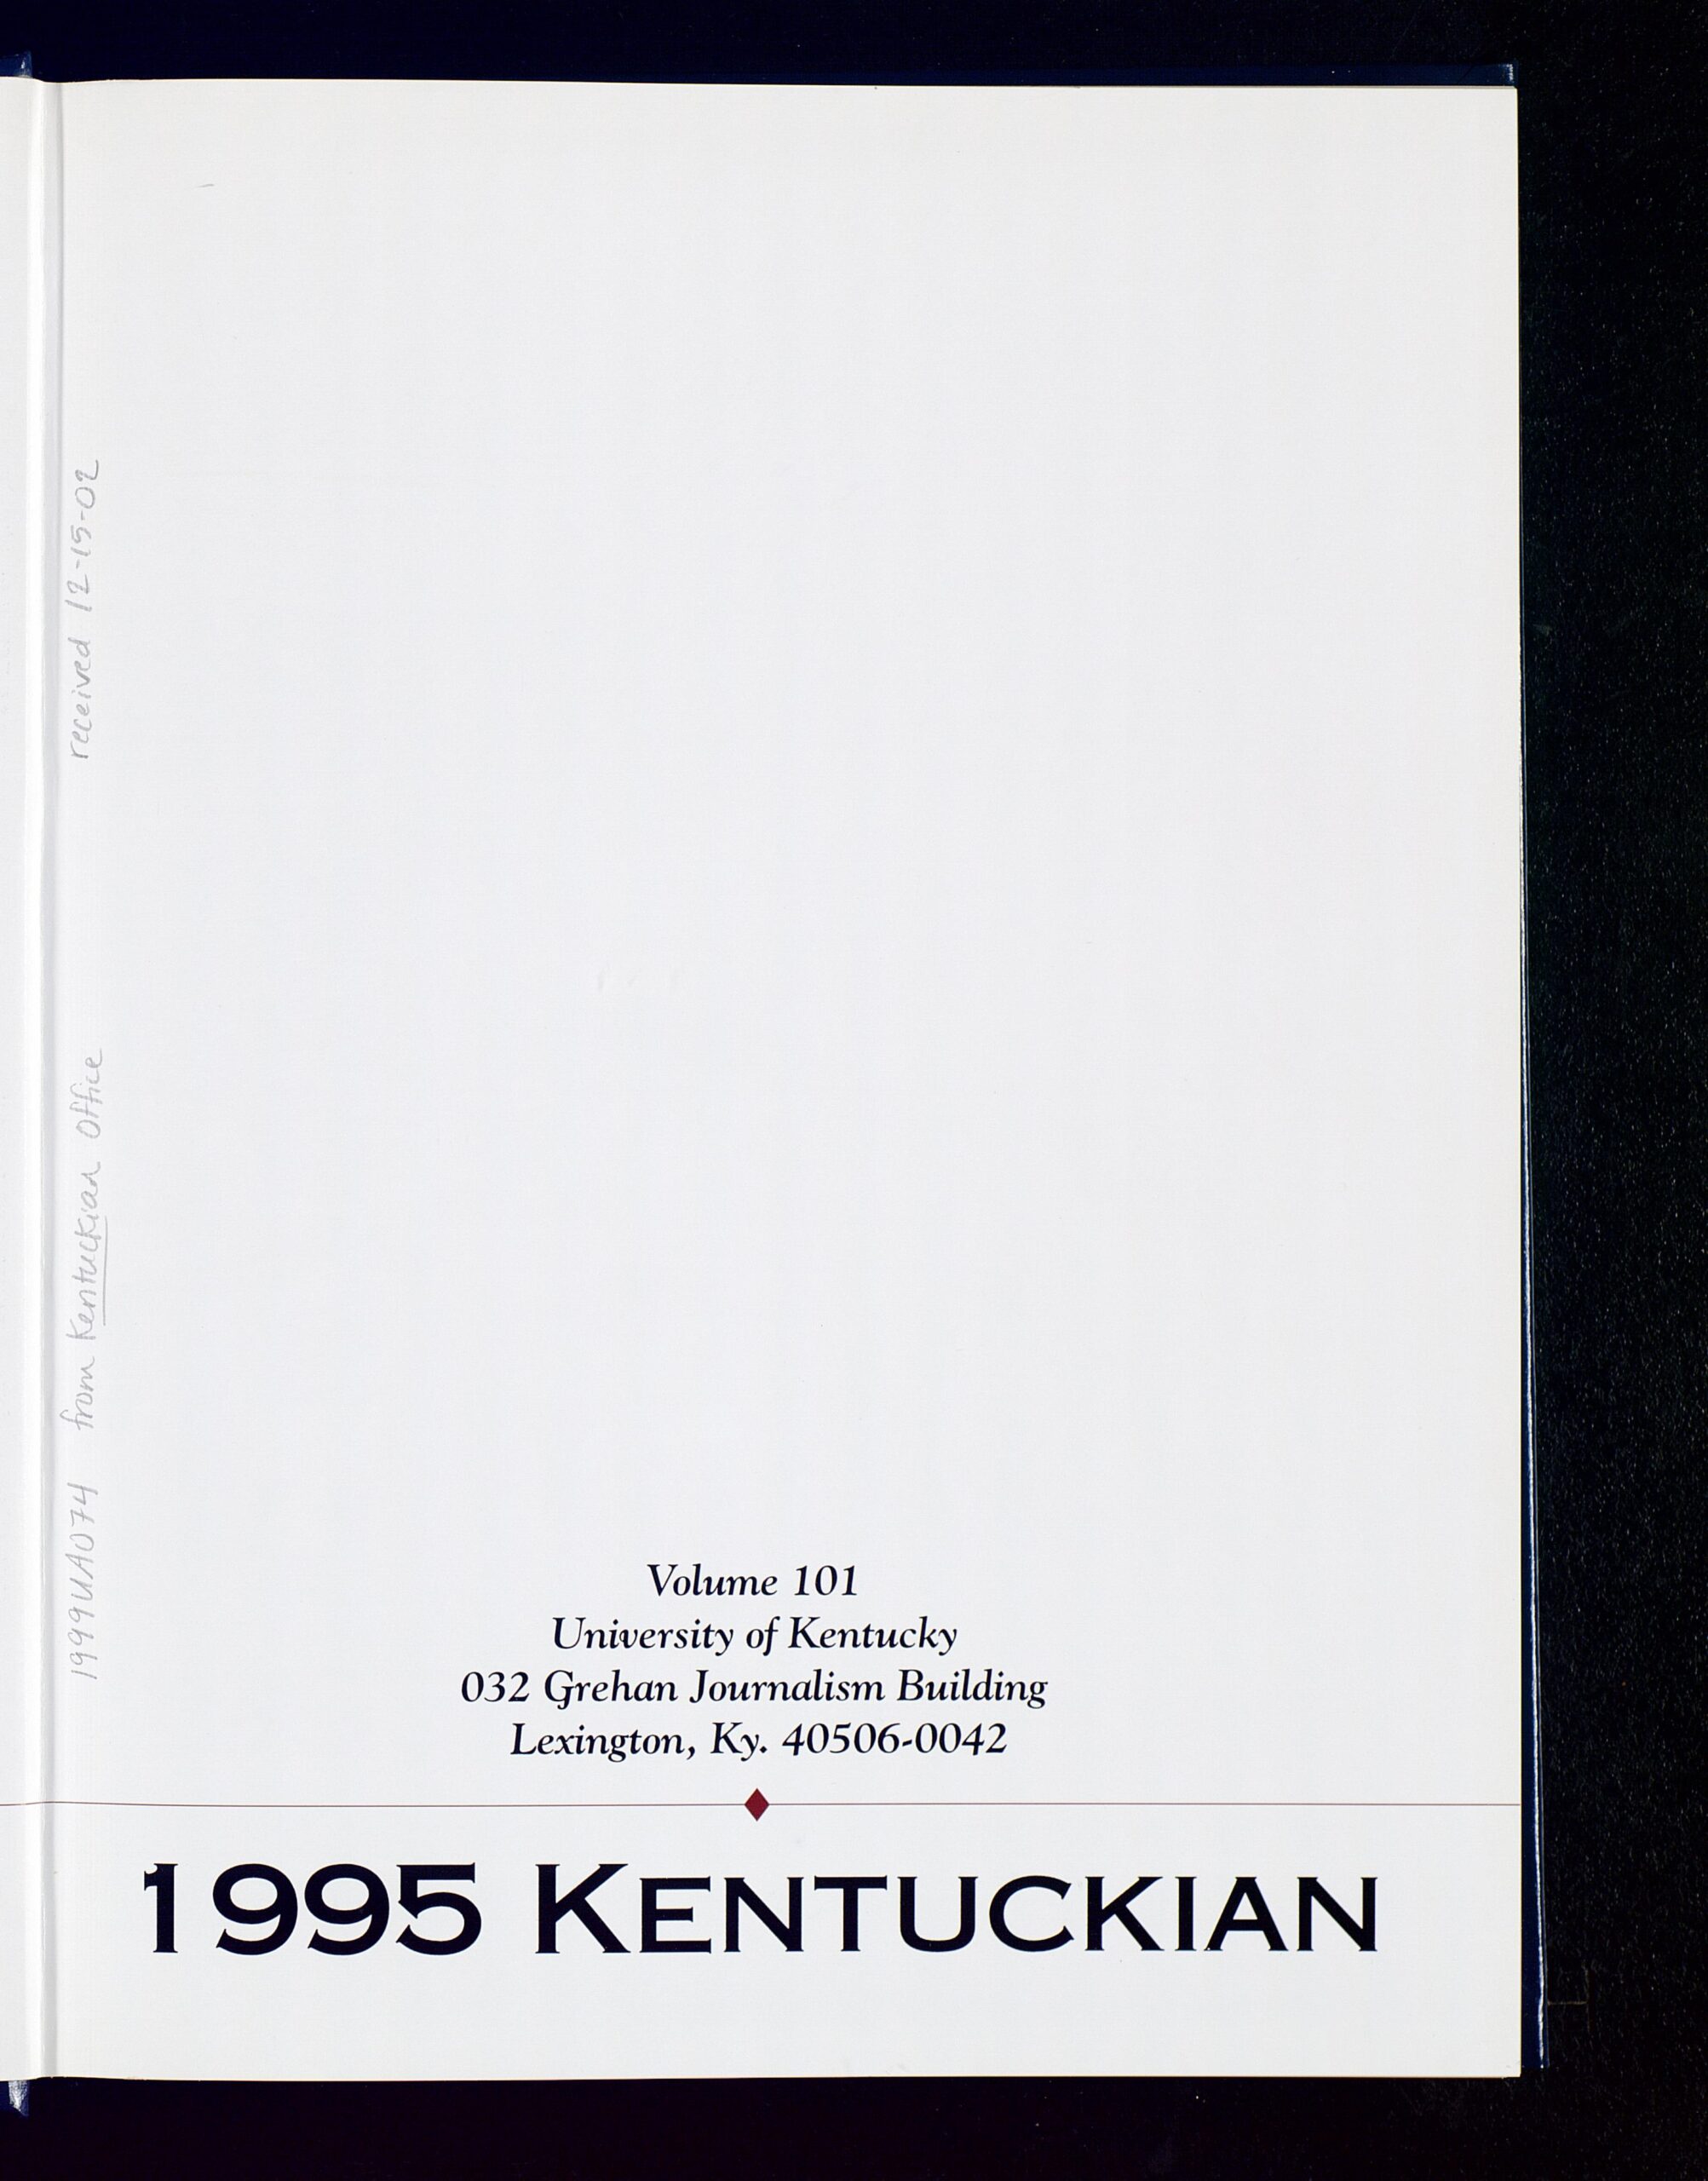 1999UA074 from Kentuckian Office received 12-15-02
Volume 101
University of Kentucky
032 Grehan Journalism Building
Lexington, Ky. 40506-0042
1995 KENTUCKIAN